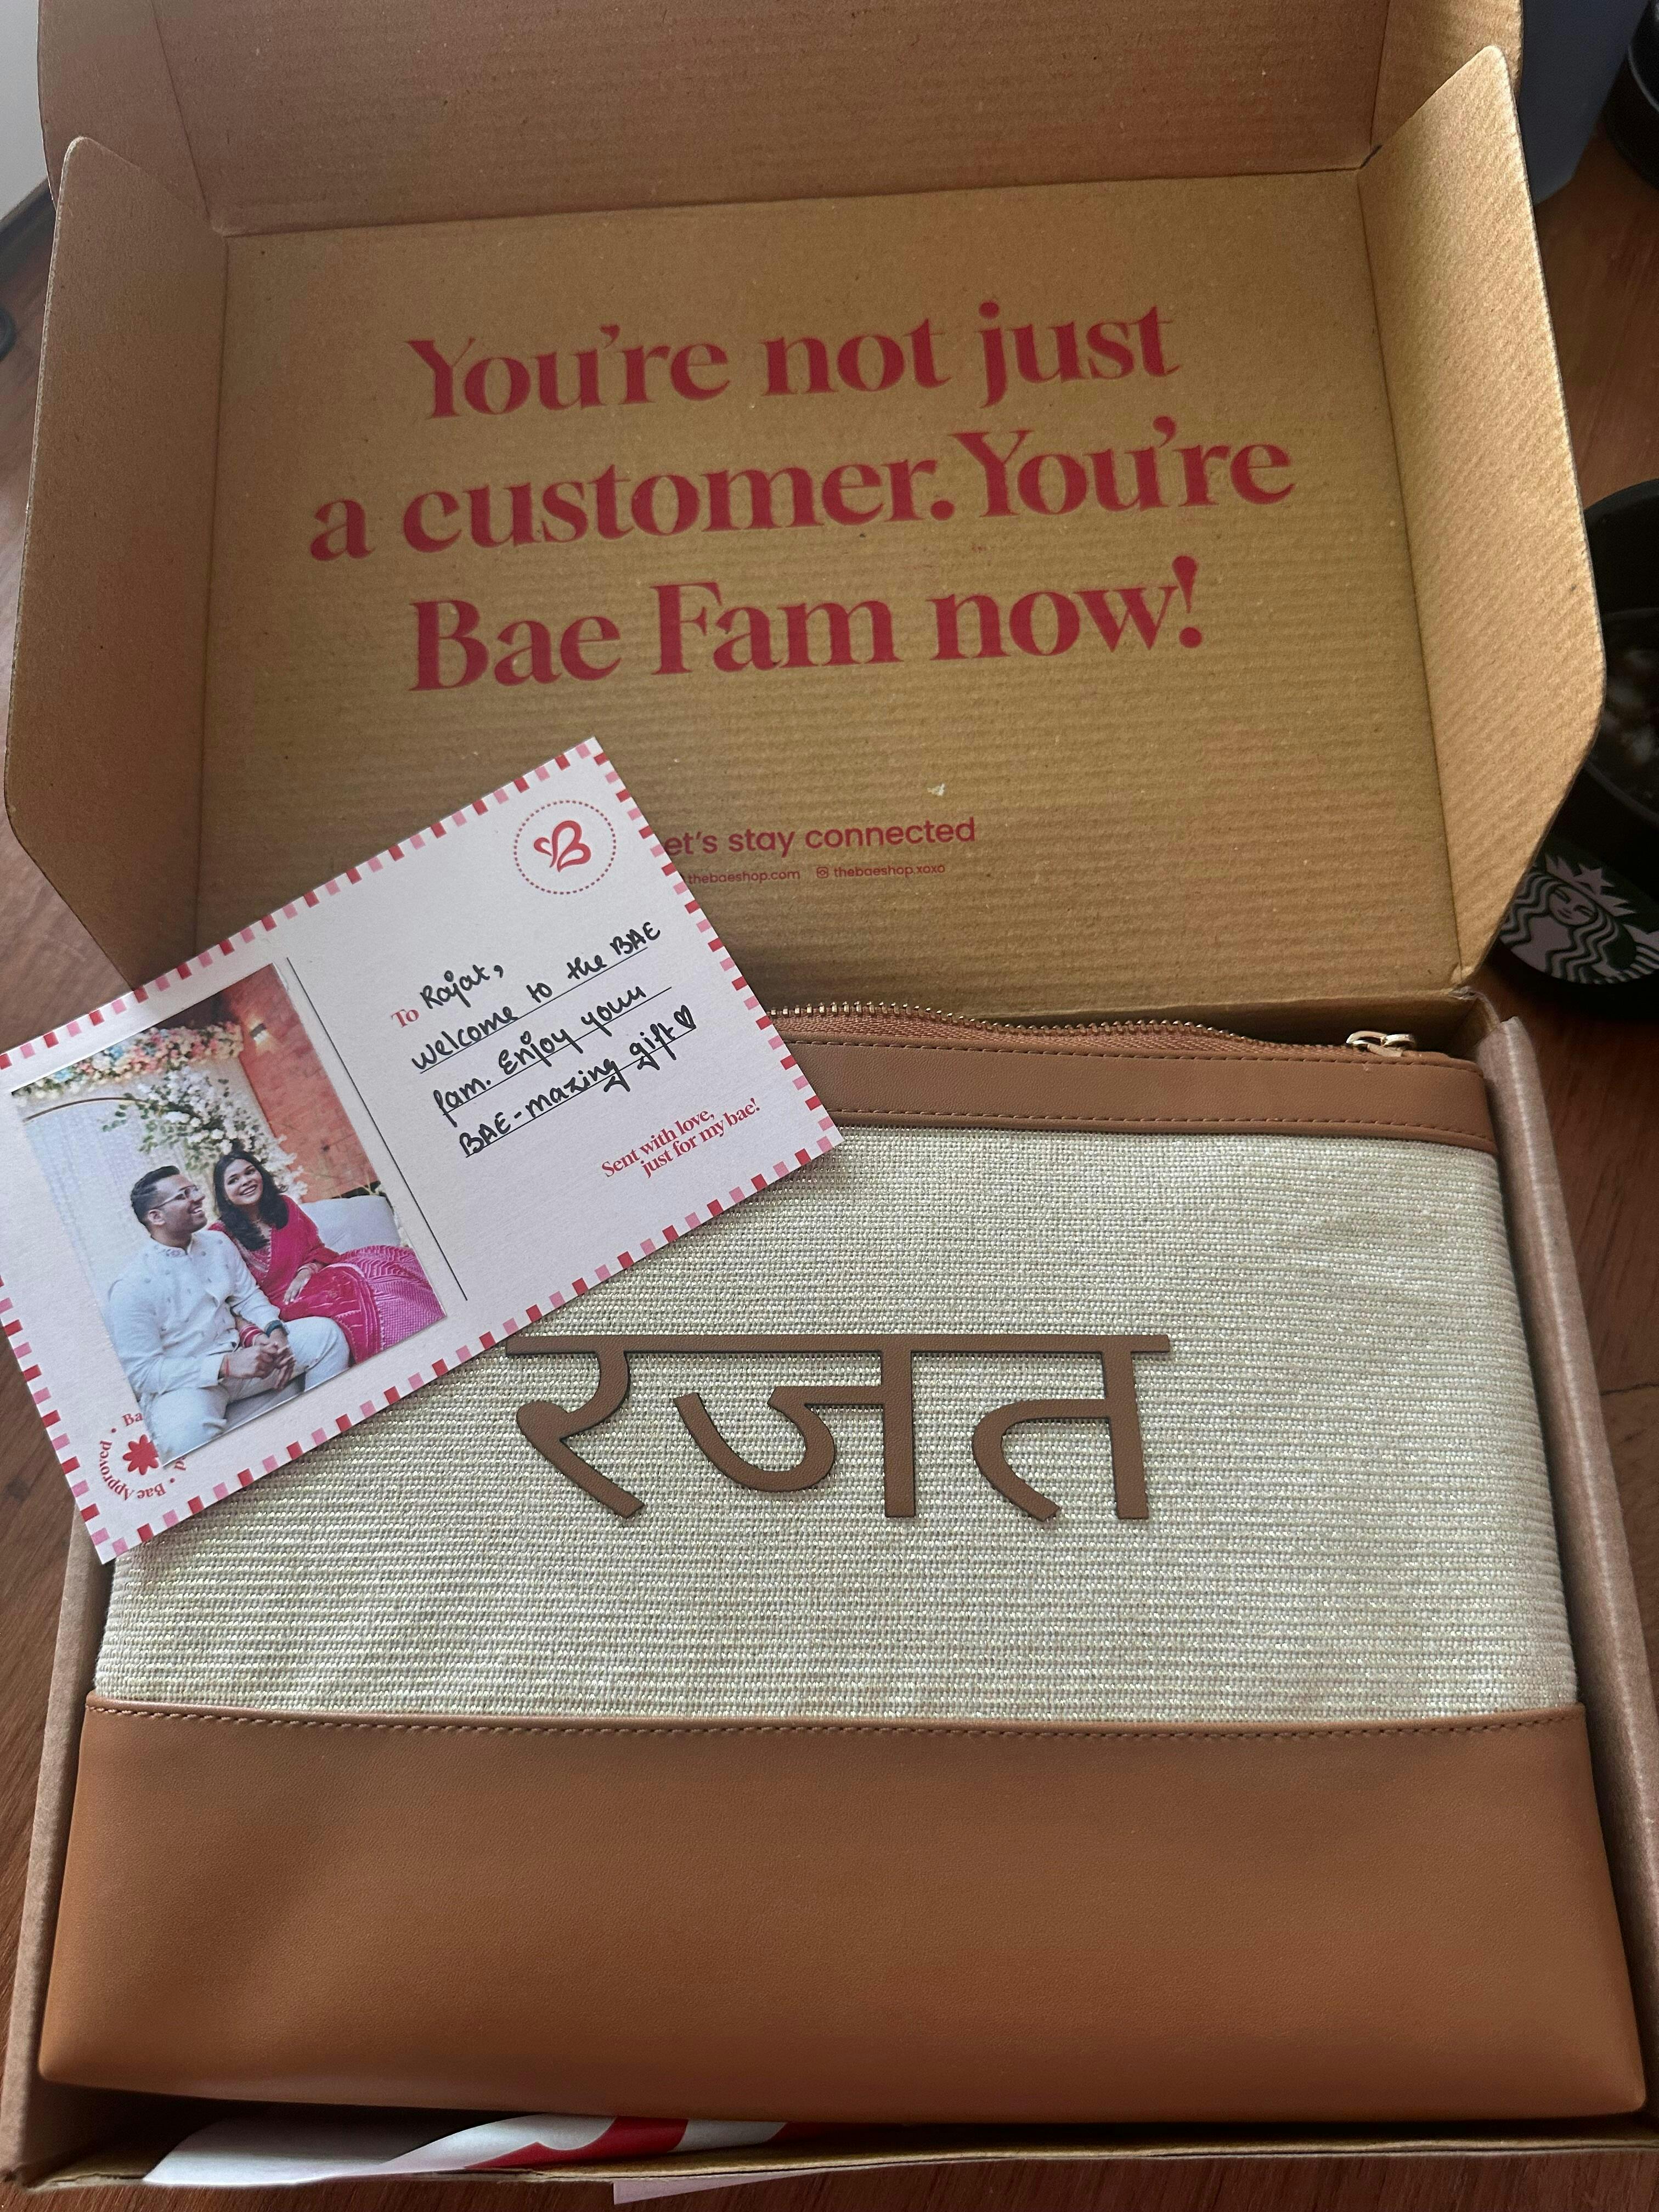 You're not just
a customer. You're
Bae Fam now!
et's stay connected
thebaeshop.com thebaeshop.xoxo
B
To Rajat,
welcome to the BAE
fam. Enjoy your
BAE-mazing gift ♡
Sent with love,
just for my bae!
Bae Approved
रजत